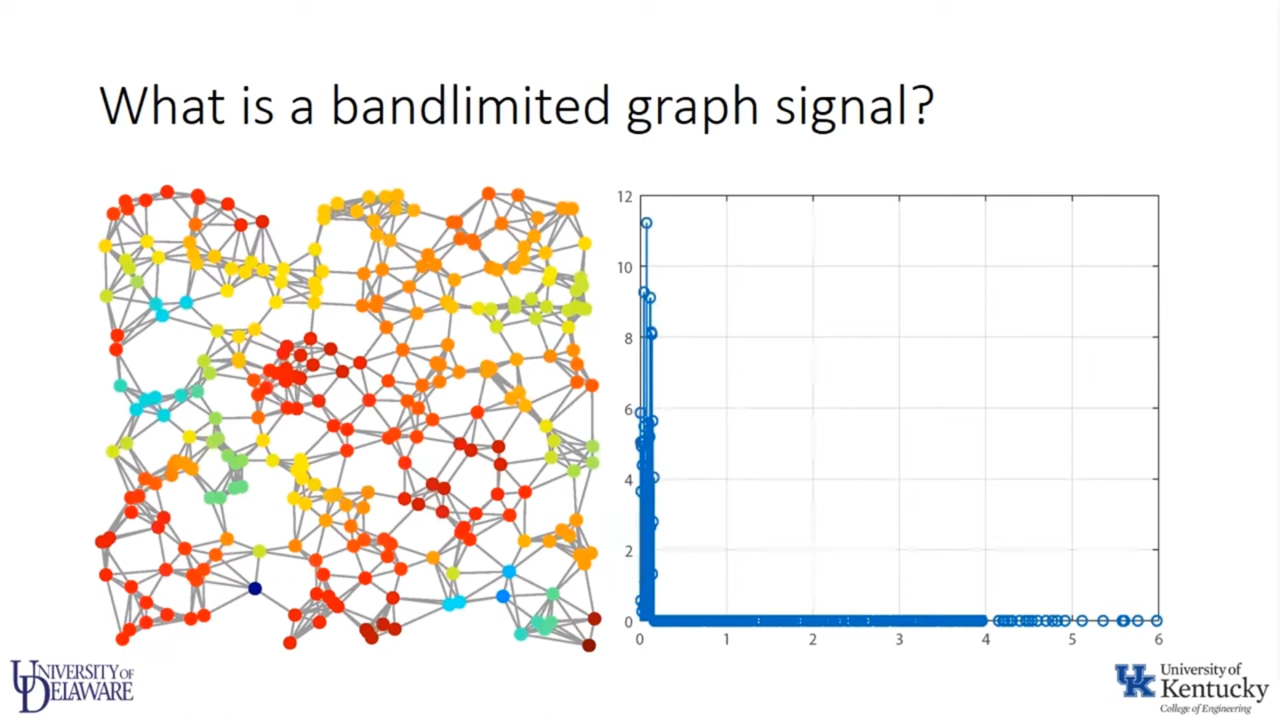 What is a bandlimited graph signal?
12
10
8
6
4
2
0
0 1 2 3 4 5 6
UNIVERSITY OF DELAWARE
UK University of Kentucky
College of Engineering